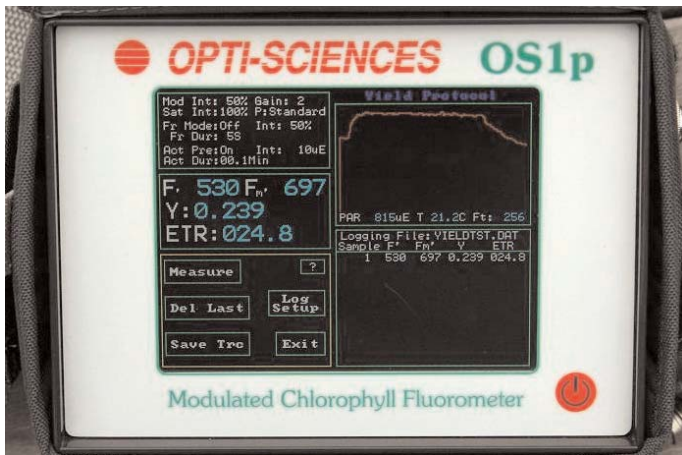 OPTI-SCIENCES OS1p
Mod Int: 50% Gain: 2
Sat Int:100% P:Standard
Fr Mode:Off Int: 50%
Fr Dur: 5S
Act Pre:On Int: 10uE
Act Dur:00.1Min
F' 530 Fm' 697
Y:0.239
ETR:024.8
Measure ?
Del Last Log Setup
Save Trc Exit
Yield Protocol
PAR 815uE T 21.2C Ft: 256
Logging File:YIELDTST.DAT
Sample F' Fm' Y ETR
1 530 697 0.239 024.8
Modulated Chlorophyll Fluorometer